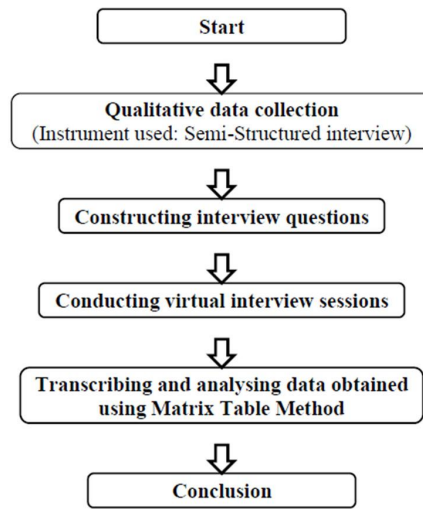 Start
Qualitative data collection
(Instrument used: Semi-Structured interview)
Constructing interview questions
Conducting virtual interview sessions
Transcribing and analysing data obtained
using Matrix Table Method
Conclusion